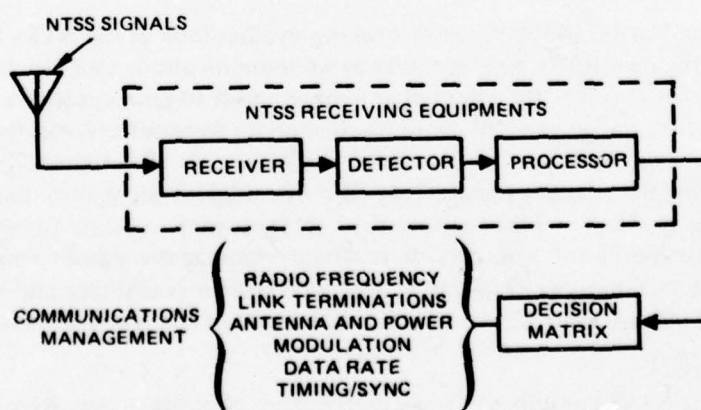 NTSS SIGNALS
NTSS RECEIVING EQUIPMENTS
RECEIVER
DETECTOR
PROCESSOR
COMMUNICATIONS
MANAGEMENT
RADIO FREQUENCY
LINK TERMINATIONS
ANTENNA AND POWER
MODULATION
DATA RATE
TIMING/SYNC
DECISION
MATRIX